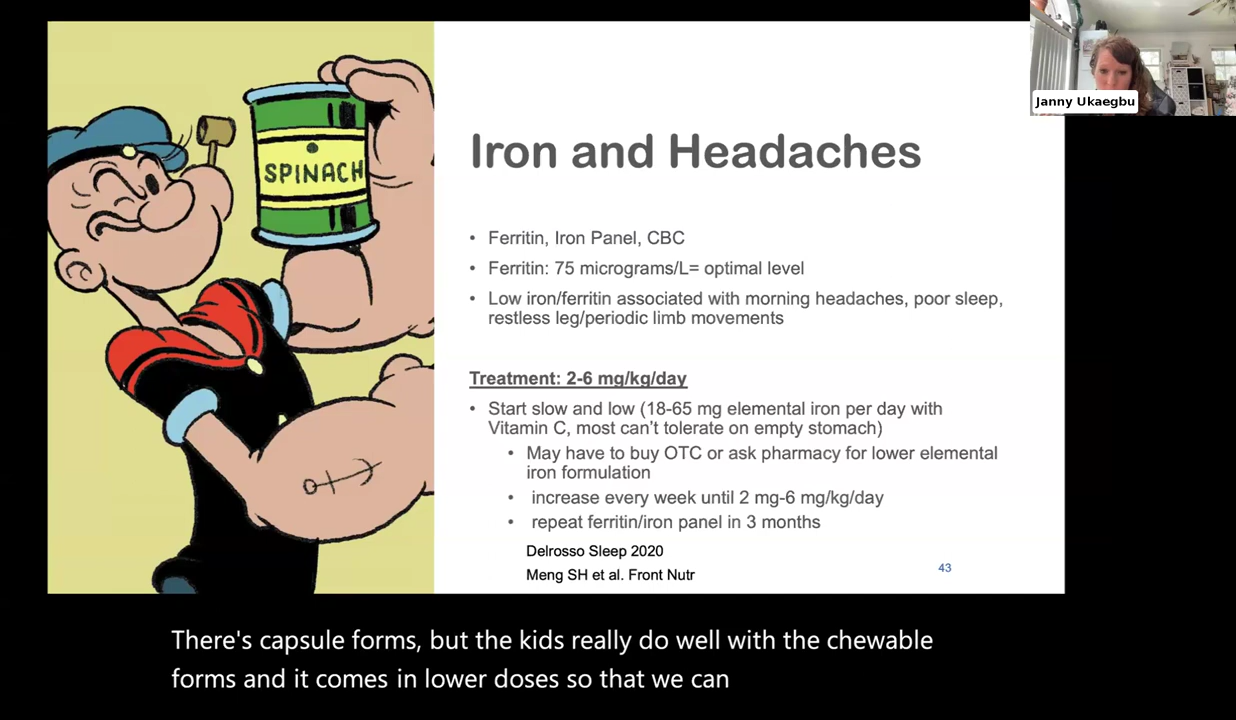 Janny Ukaegbu
SPINACH
Iron and Headaches
• Ferritin, Iron Panel, CBC
• Ferritin: 75 micrograms/L= optimal level
• Low iron/ferritin associated with morning headaches, poor sleep,
restless leg/periodic limb movements
Treatment: 2-6 mg/kg/day
• Start slow and low (18-65 mg elemental iron per day with
Vitamin C, most can't tolerate on empty stomach)
• May have to buy OTC or ask pharmacy for lower elemental
iron formulation
• increase every week until 2 mg-6 mg/kg/day
• repeat ferritin/iron panel in 3 months
Delrosso Sleep 2020
Meng SH et al. Front Nutr
43
There's capsule forms, but the kids really do well with the chewable
forms and it comes in lower doses so that we can